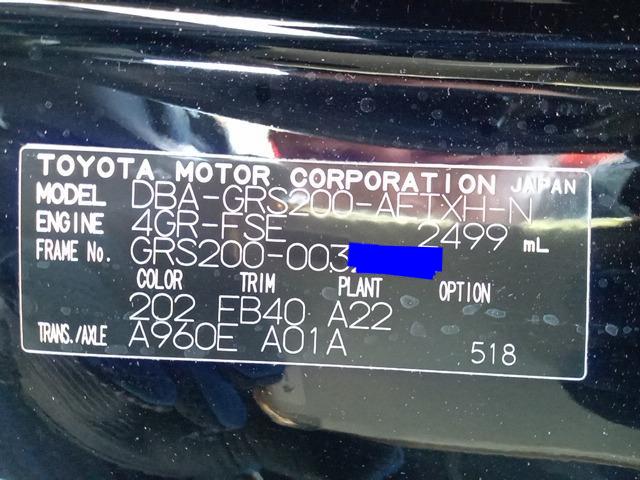 TOYOTA MOTOR CORPORATION JAPAN
MODEL DBA-GRS200-AETXH-N
ENGINE 4GR-FSE 2499 mL
FRAME No. GRS200-003
COLOR TRIM PLANT OPTION
202 FB40 A22
TRANS./AXLE A960E A01A
518